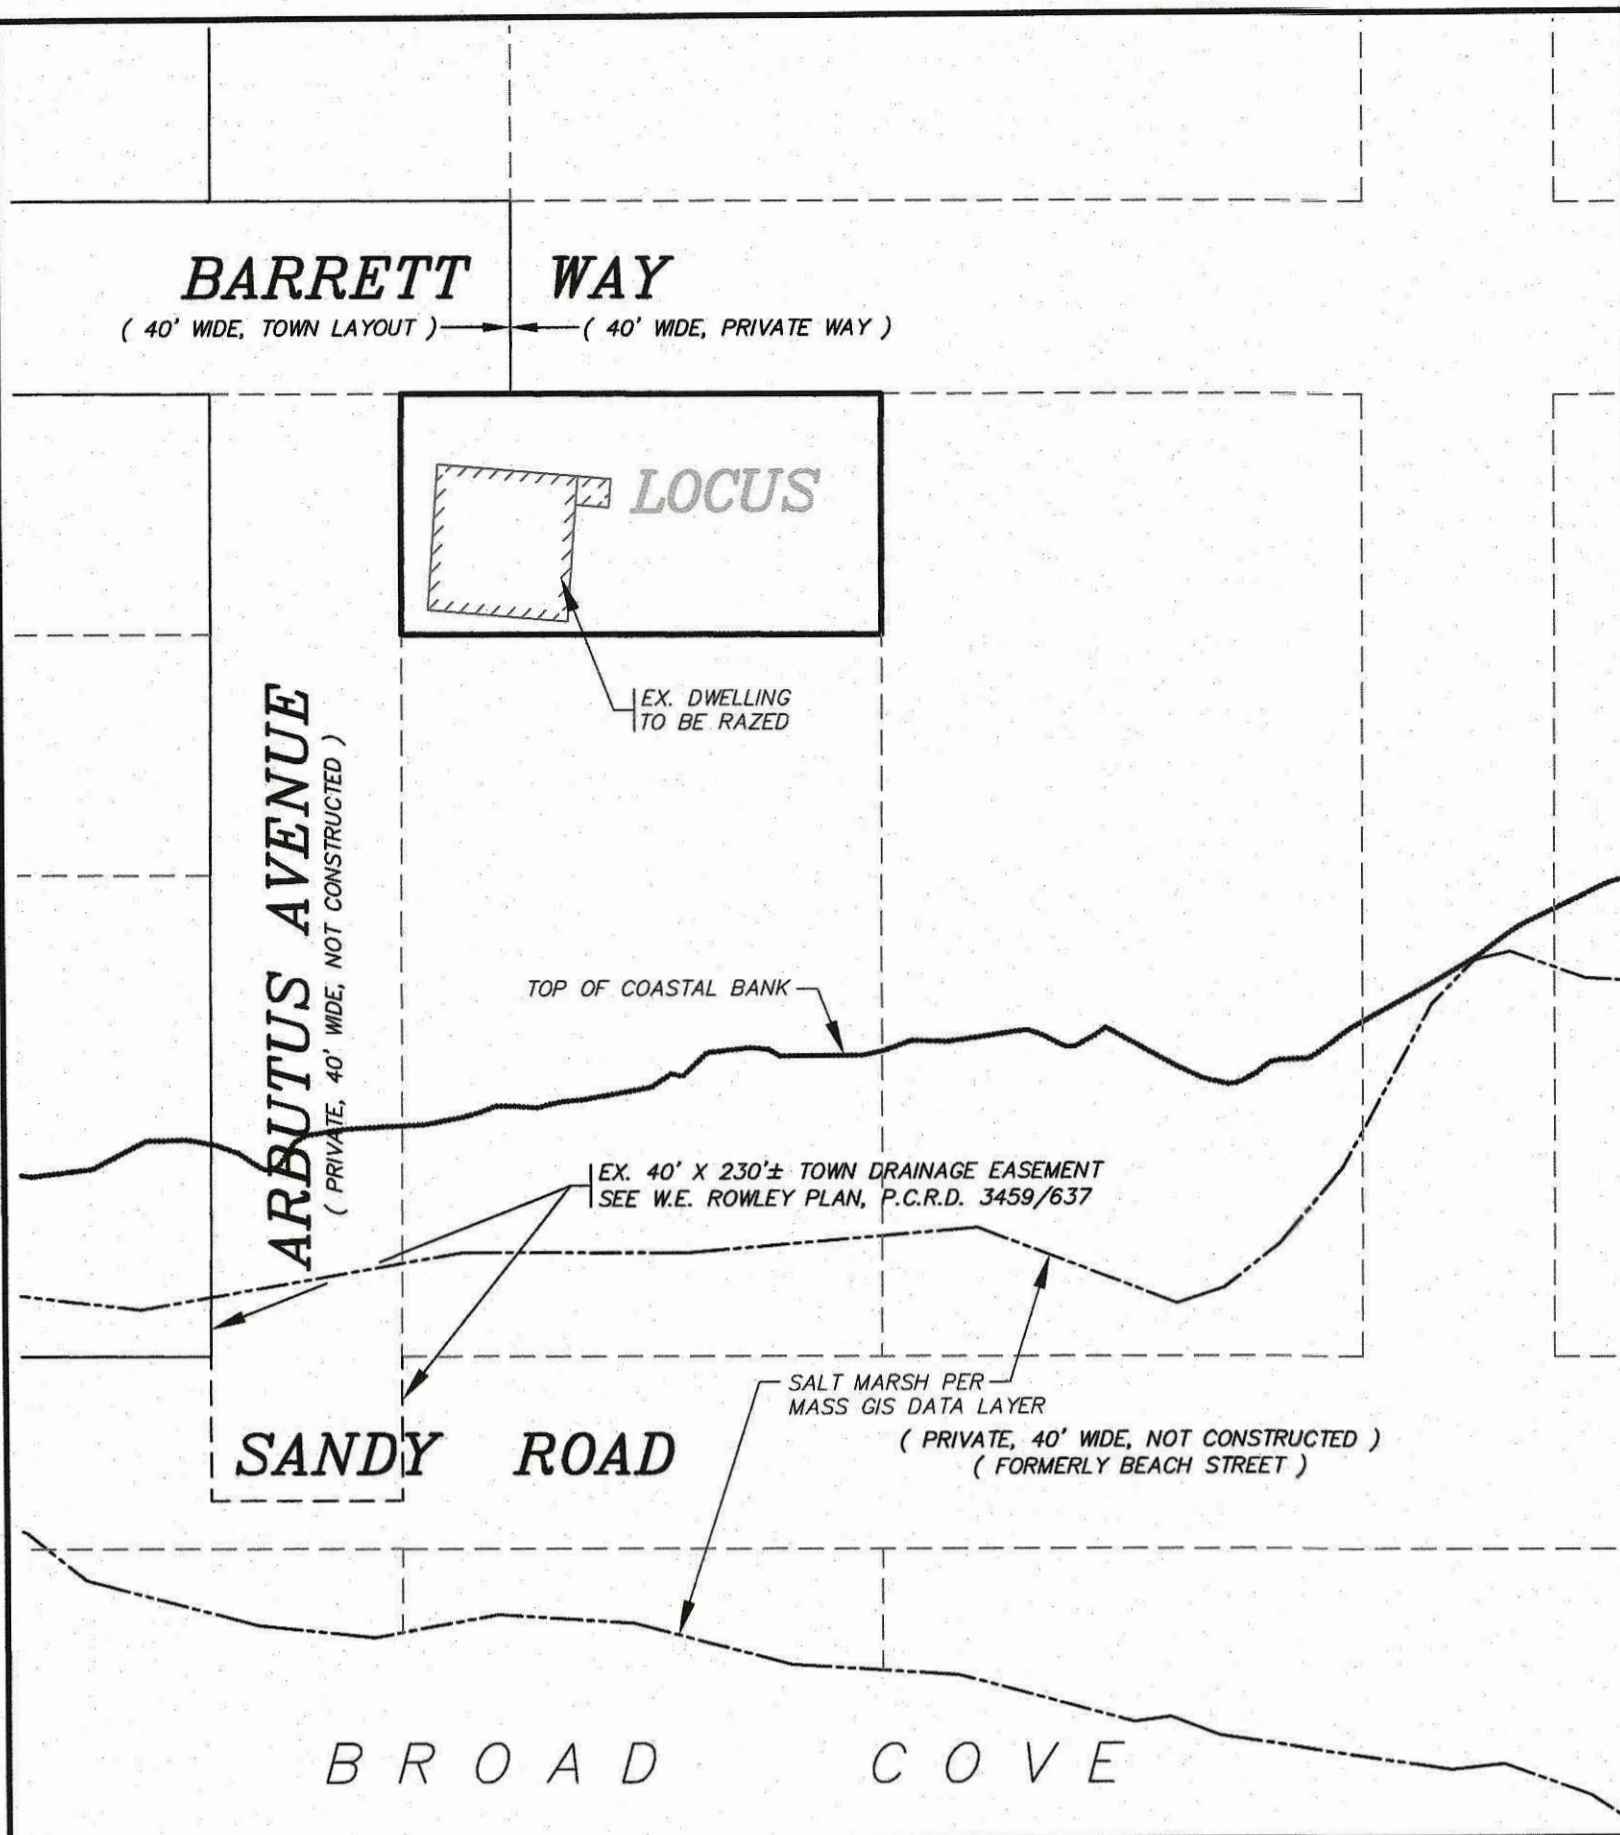 BARRETT WAY
( 40' WIDE, TOWN LAYOUT ) ( 40' WIDE, PRIVATE WAY )
LOCUS
EX. DWELLING
TO BE RAZED
ARBUTUS AVENUE
( PRIVATE, 40' WIDE, NOT CONSTRUCTED )
TOP OF COASTAL BANK
EX. 40' X 230'± TOWN DRAINAGE EASEMENT
SEE W.E. ROWLEY PLAN, P.C.R.D. 3459/637
SALT MARSH PER
MASS GIS DATA LAYER
SANDY ROAD
( PRIVATE, 40' WIDE, NOT CONSTRUCTED )
( FORMERLY BEACH STREET )
BROAD COVE